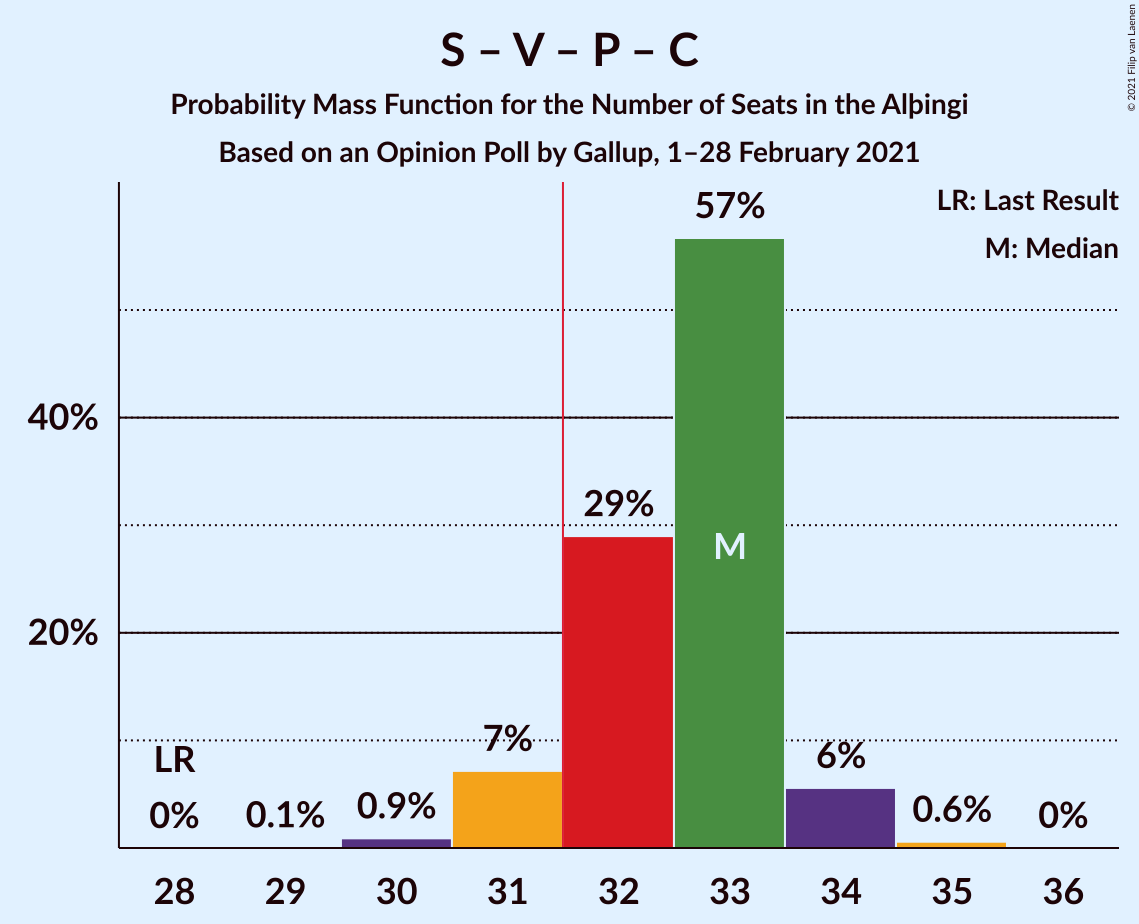 S – V – P – C
Probability Mass Function for the Number of Seats in the Alþingi
Based on an Opinion Poll by Gallup, 1–28 February 2021
© 2021 Filip van Laenen
LR: Last Result
M: Median
57%
40%
29%
M
20%
7%
6%
LR
0%
0.1%
0.9%
0.6%
0%
28 29 30 31 32 33 34 35 36